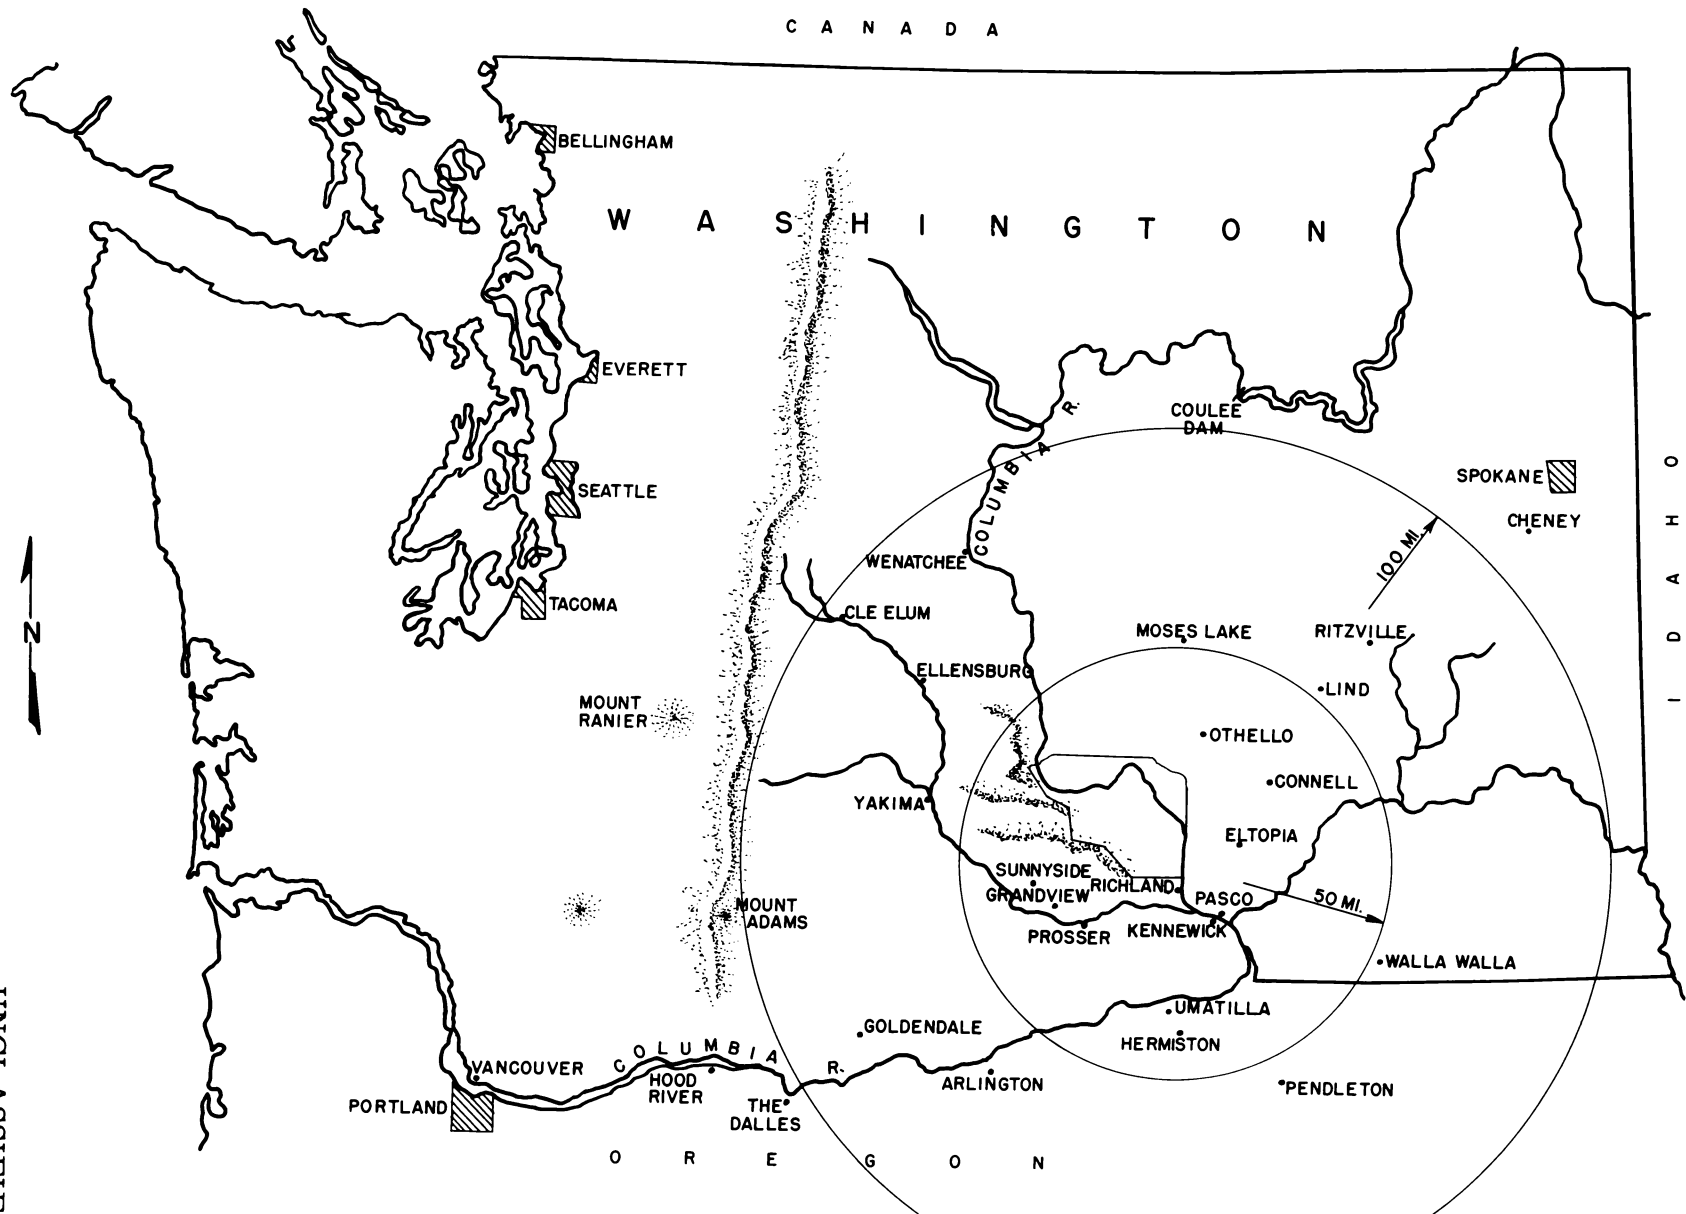 CANADA
BELLINGHAM
WASHINGTON
EVERETT
COULEE
DAM
COLUMBIA R.
SPOKANE
SEATTLE
CHENEY
IDAHO
100 MI.
WENATCHEE
TACOMA
CLE ELUM
MOSES LAKE
RITZVILLE
N
ELLENSBURG
LIND
MOUNT
RANIER
OTHELLO
CONNELL
YAKIMA
ELTOPIA
SUNNYSIDE
RICHLAND
GRANDVIEW
PASCO
50 MI.
MOUNT
ADAMS
PROSSER
KENNEWICK
WALLA WALLA
UMATILLA
GOLDENDALE
HERMISTON
COLUMBIA R.
VANCOUVER
HOOD
RIVER
ARLINGTON
PENDLETON
PORTLAND
THE
DALLES
OREGON